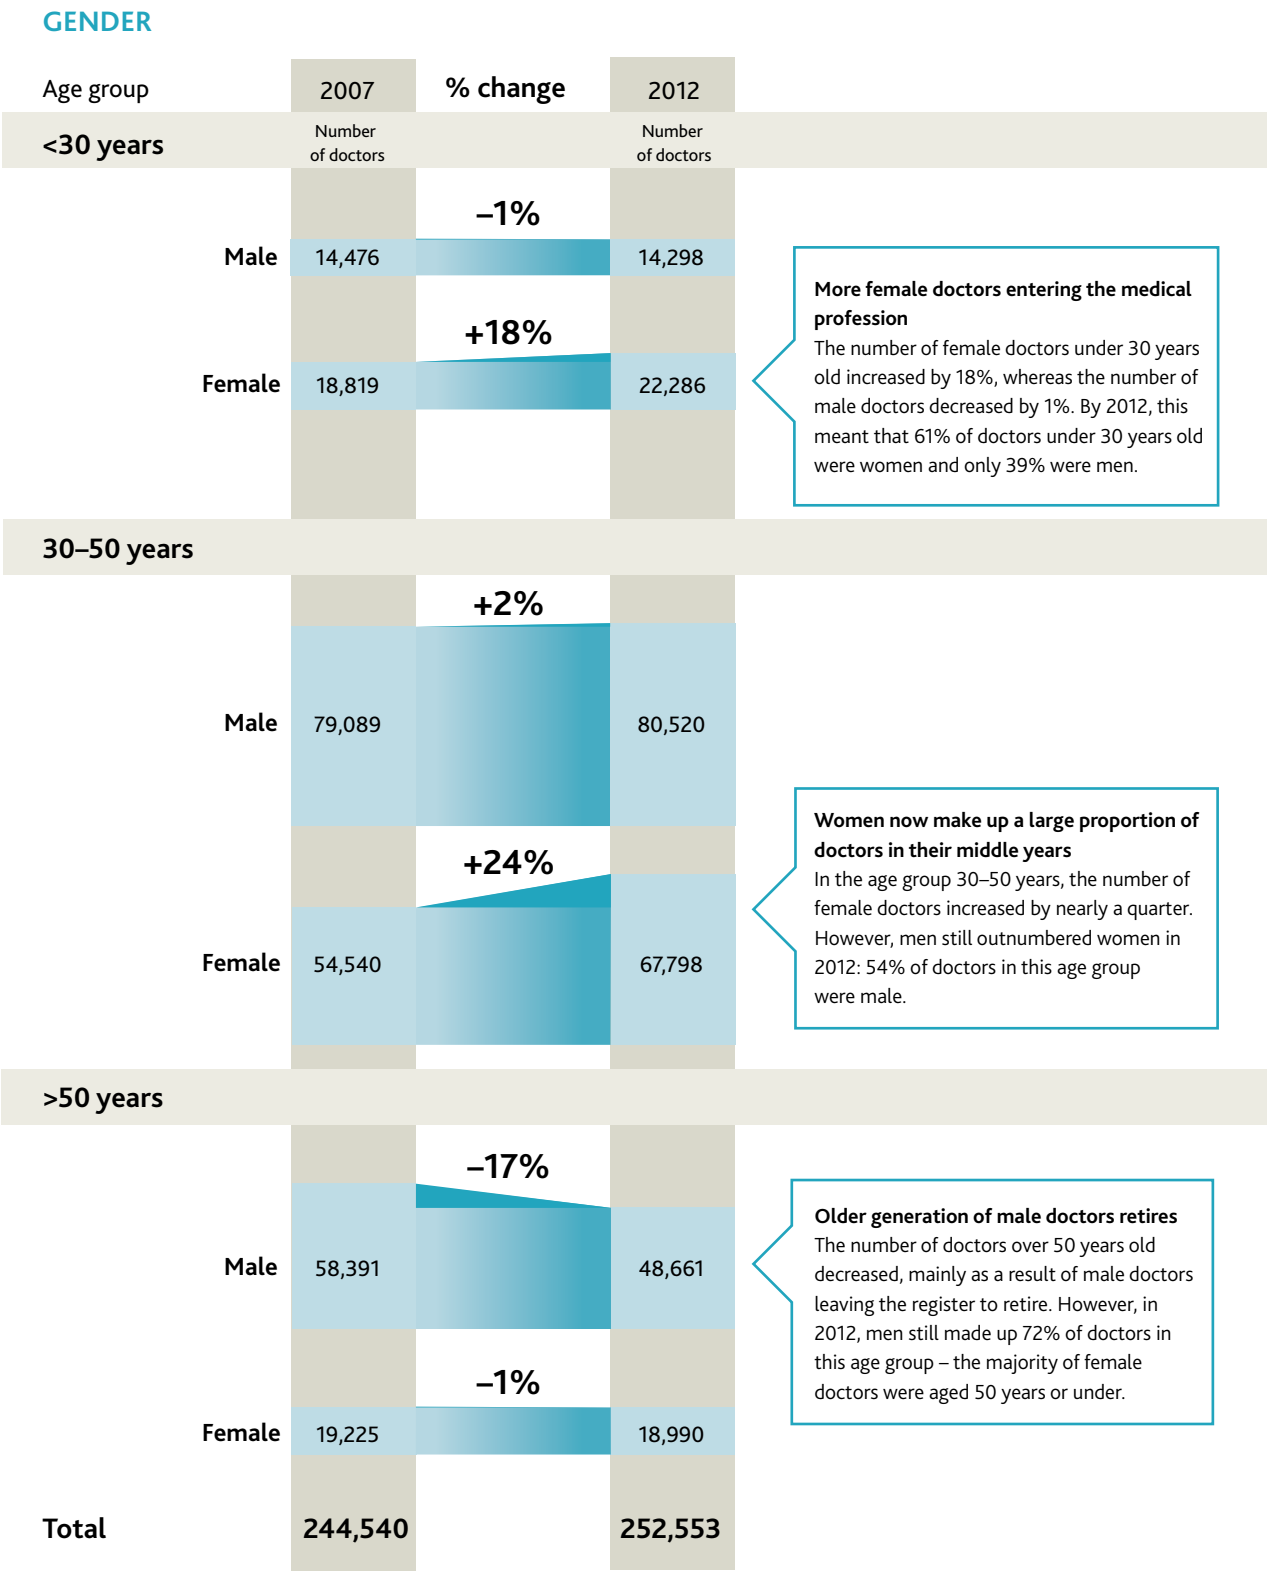 GENDER
Age group 2007 % change 2012
<30 years Number of doctors Number of doctors
–1%
Male 14,476 14,298
+18%
Female 18,819 22,286
More female doctors entering the medical
profession
The number of female doctors under 30 years
old increased by 18%, whereas the number of
male doctors decreased by 1%. By 2012, this
meant that 61% of doctors under 30 years old
were women and only 39% were men.
30–50 years
+2%
Male 79,089 80,520
+24%
Female 54,540 67,798
Women now make up a large proportion of
doctors in their middle years
In the age group 30–50 years, the number of
female doctors increased by nearly a quarter.
However, men still outnumbered women in
2012: 54% of doctors in this age group
were male.
>50 years
–17%
Male 58,391 48,661
–1%
Female 19,225 18,990
Older generation of male doctors retires
The number of doctors over 50 years old
decreased, mainly as a result of male doctors
leaving the register to retire. However, in
2012, men still made up 72% of doctors in
this age group – the majority of female
doctors were aged 50 years or under.
Total 244,540 252,553